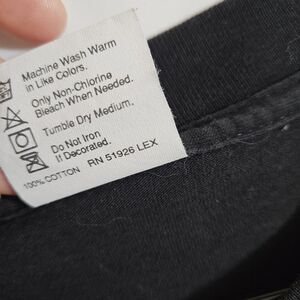 Machine Wash Warm
in Like Colors.
Only Non-Chlorine
Bleach When Needed.
Tumble Dry Medium.
Do Not Iron
If Decorated.
100% COTTON RN 51926 LEX